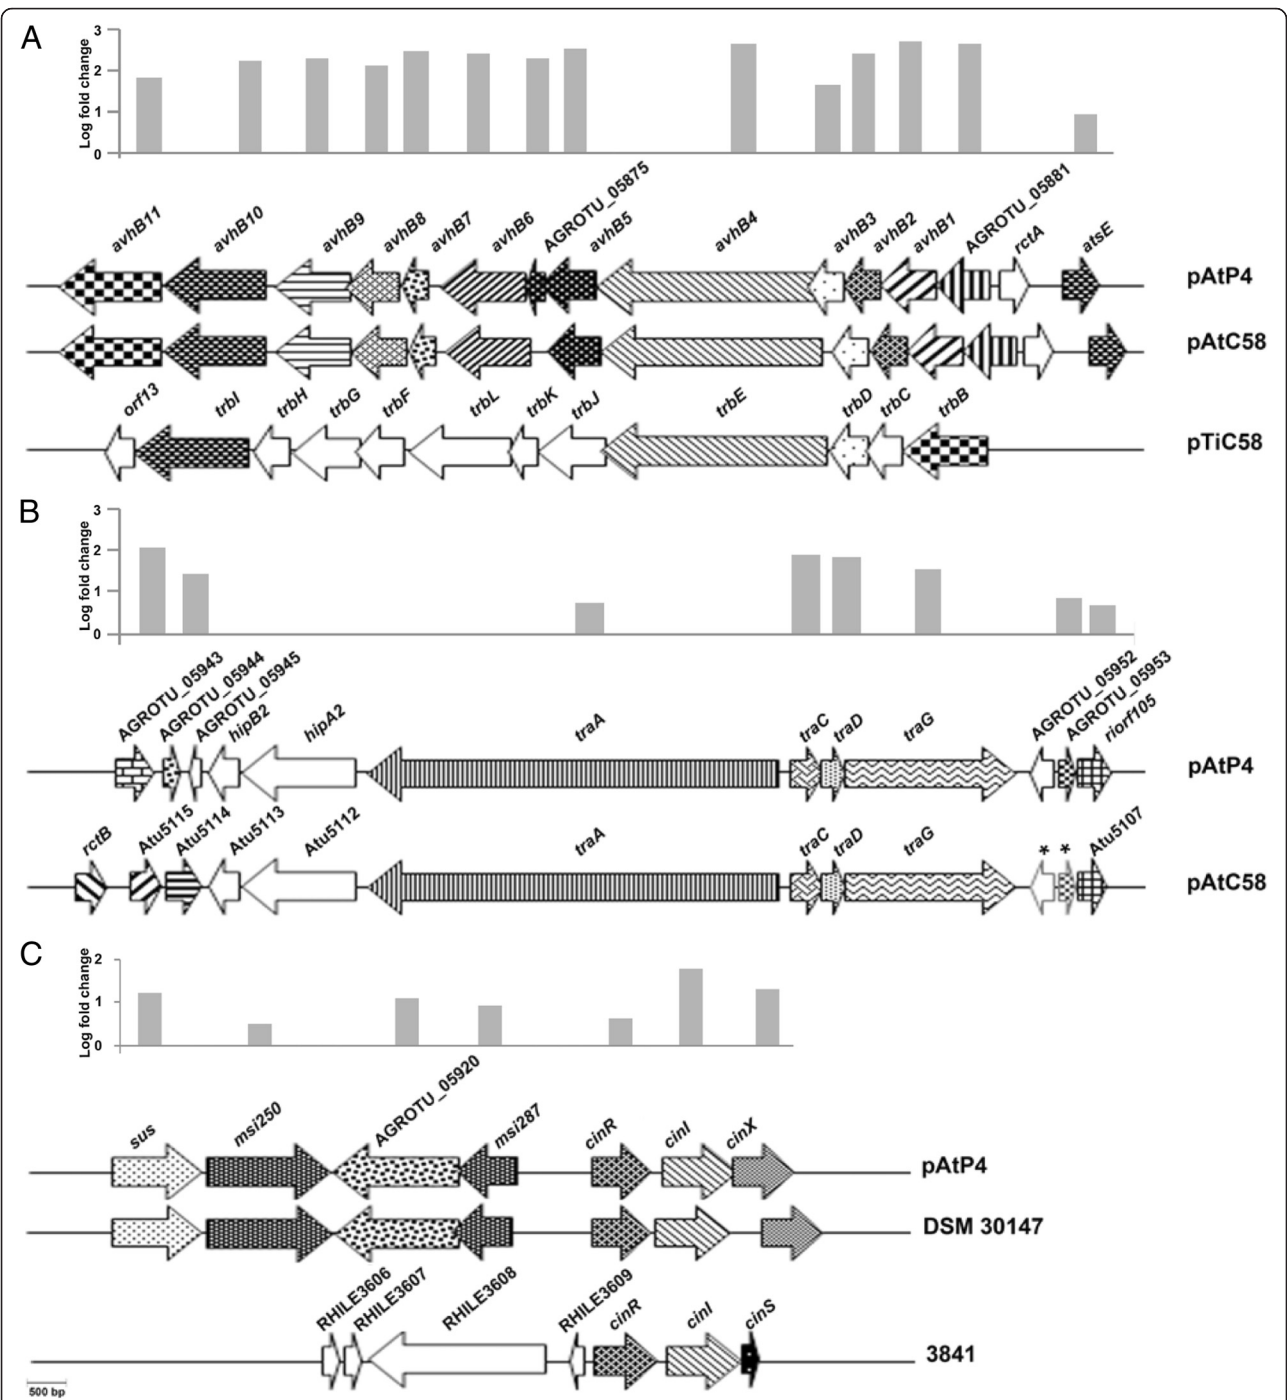 A
Log fold change
3
2
1
0
avhB11 avhB10 avhB9 avhB8 avhB7 avhB6 AGROTU_05875 avhB5 avhB4 avhB3 avhB2 avhB1 AGROTU_05881 rctA atsE
pAtP4
pAtC58
orf13 trbI trbH trbG trbF trbL trbK trbJ trbE trbD trbC trbB
pTiC58
B
Log fold change
3
2
1
0
AGROTU_05943 AGROTU_05944 AGROTU_05945 hipB2 hipA2 traA traC traD traG AGROTU_05952 AGROTU_05953 riorf105
pAtP4
rctB Atu5115 Atu5114 Atu5113 Atu5112 traA traC traD traG * * Atu5107
pAtC58
C
Log fold change
2
1
0
sus msi250 AGROTU_05920 msi287 cinR cinI cinX
pAtP4
DSM 30147
RHILE3606 RHILE3607 RHILE3608 RHILE3609 cinR cinI cinS
3841
500 bp